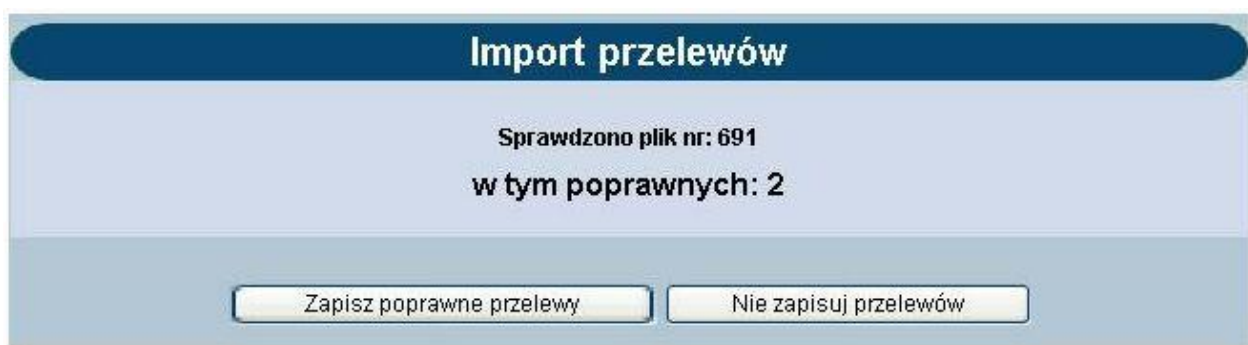 Import przelewów
Sprawdzono plik nr: 691
w tym poprawnych: 2
Zapisz poprawne przelewy
Nie zapisuj przelewów